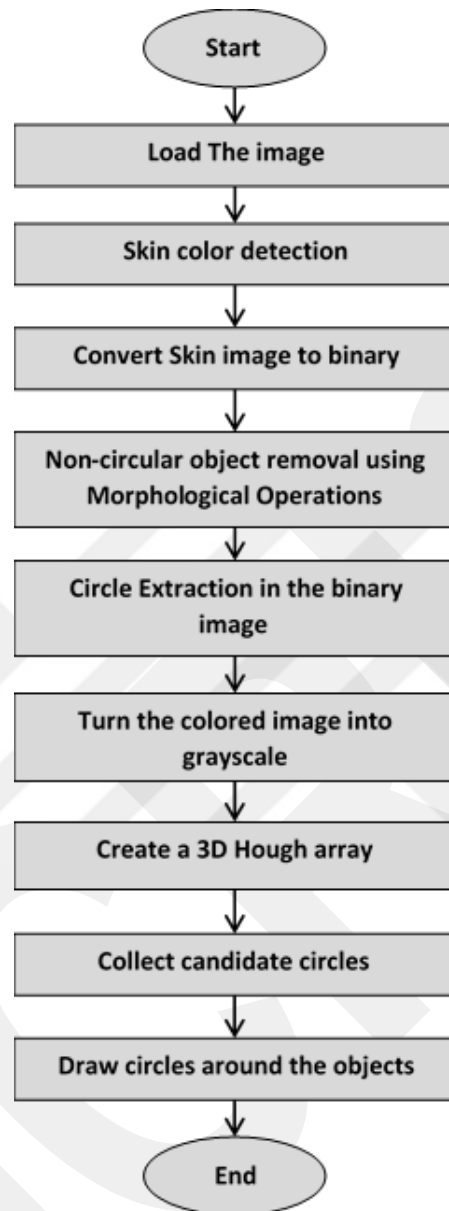 Start
Load The image
Skin color detection
Convert Skin image to binary
Non-circular object removal using
Morphological Operations
Circle Extraction in the binary
image
Turn the colored image into
grayscale
Create a 3D Hough array
Collect candidate circles
Draw circles around the objects
End